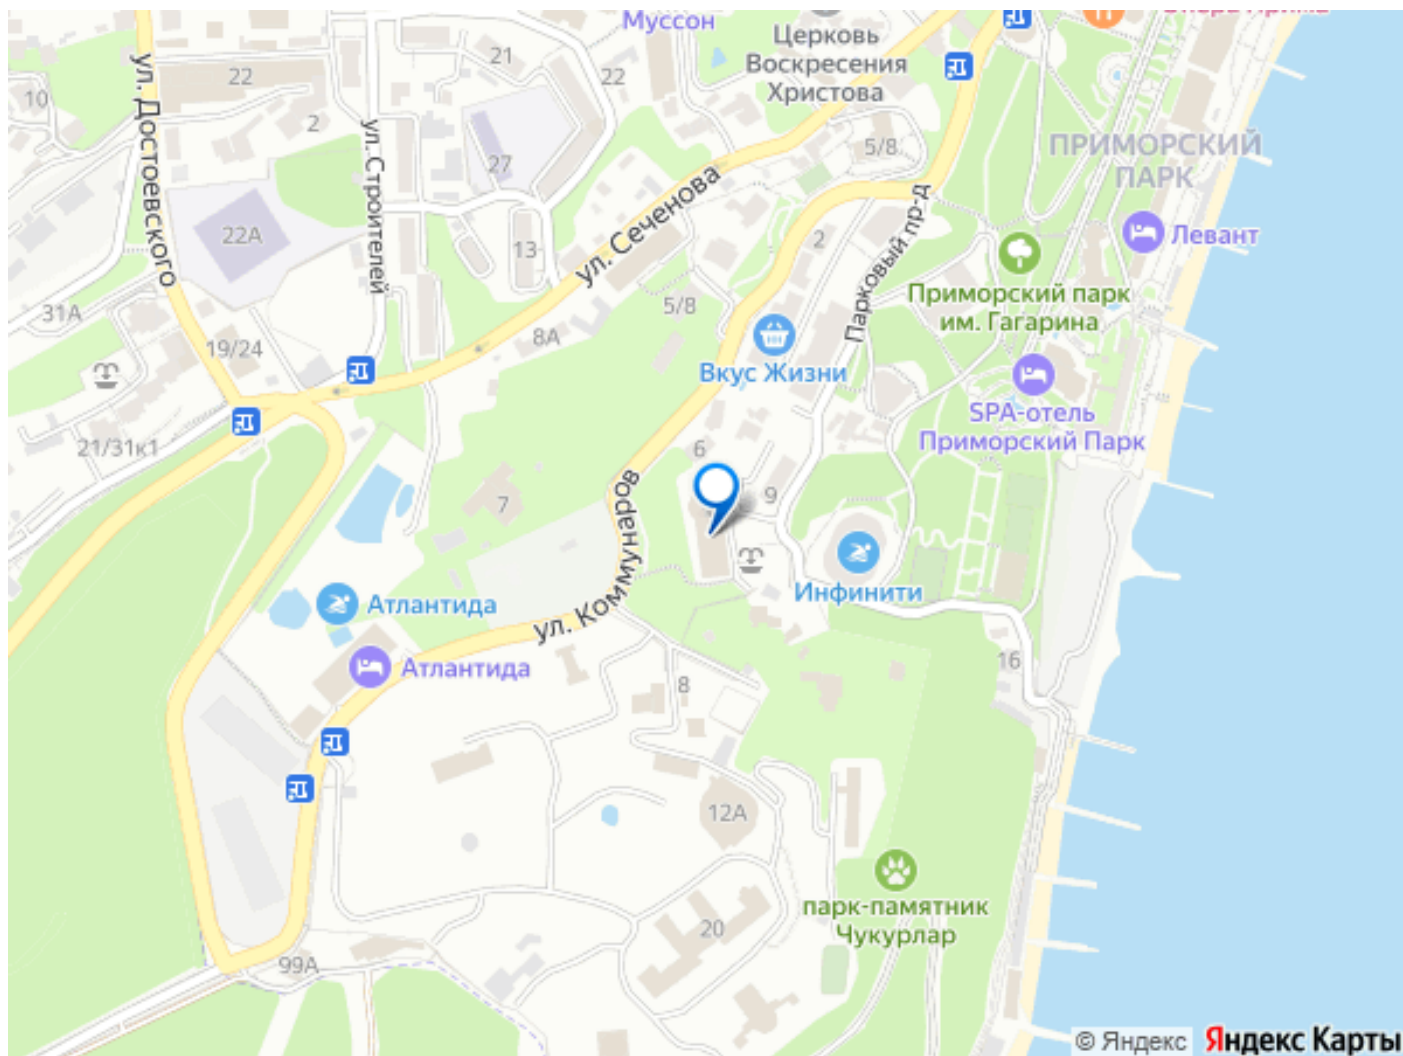 Муссон
Церковь
Воскресения
Христова
21
22
22
10
2
ул. Достоевского
ул. Строителей
27
5/8
ПРИМОРСКИЙ
ПАРК
ул. Сеченова
Парковый пр-д
22А
13
2
Левант
31А
5/8
Приморский парк
им. Гагарина
19/24
8А
Вкус Жизни
SPA-отель
Приморский Парк
21/31к1
6
7
9
ул. Коммунаров
Инфинити
Атлантида
Атлантида
8
16
12А
парк-памятник
Чукурлар
20
99А
© Яндекс Яндекс Карты